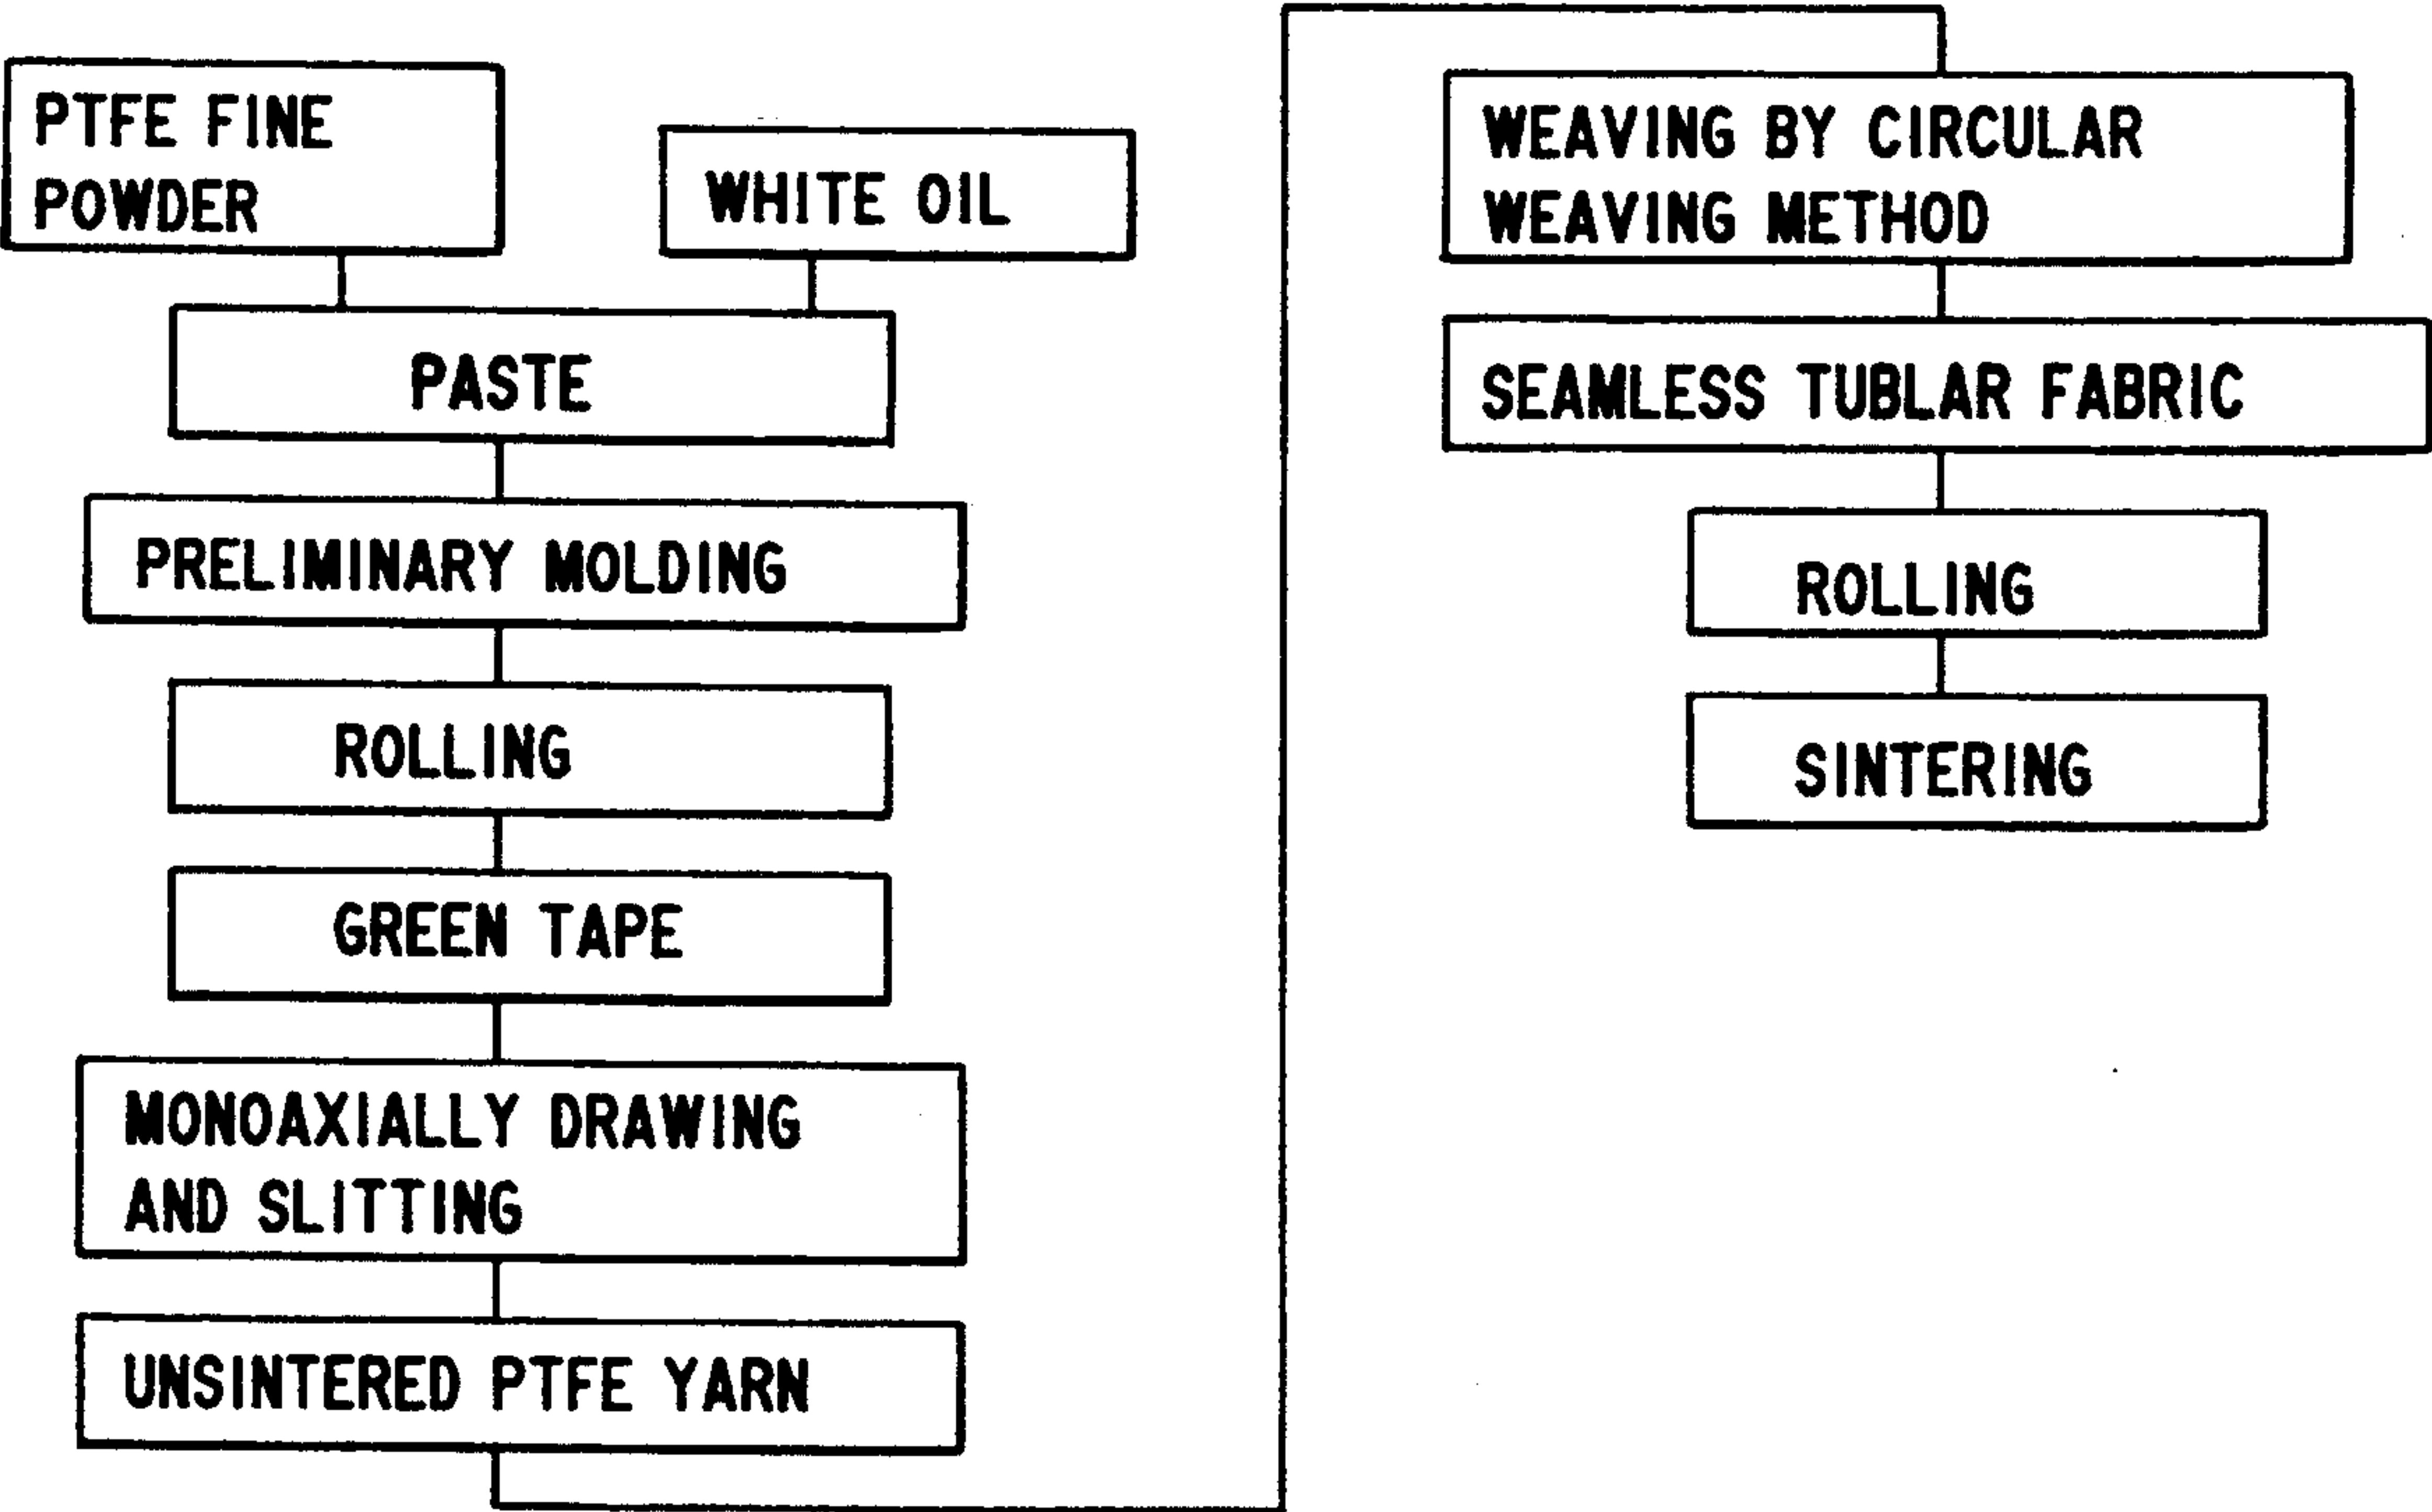 PTFE FINE
POWDER
WHITE OIL
PASTE
PRELIMINARY MOLDING
ROLLING
GREEN TAPE
MONOAXIALLY DRAWING
AND SLITTING
UNSINTERED PTFE YARN
WEAVING BY CIRCULAR
WEAVING METHOD
SEAMLESS TUBLAR FABRIC
ROLLING
SINTERING